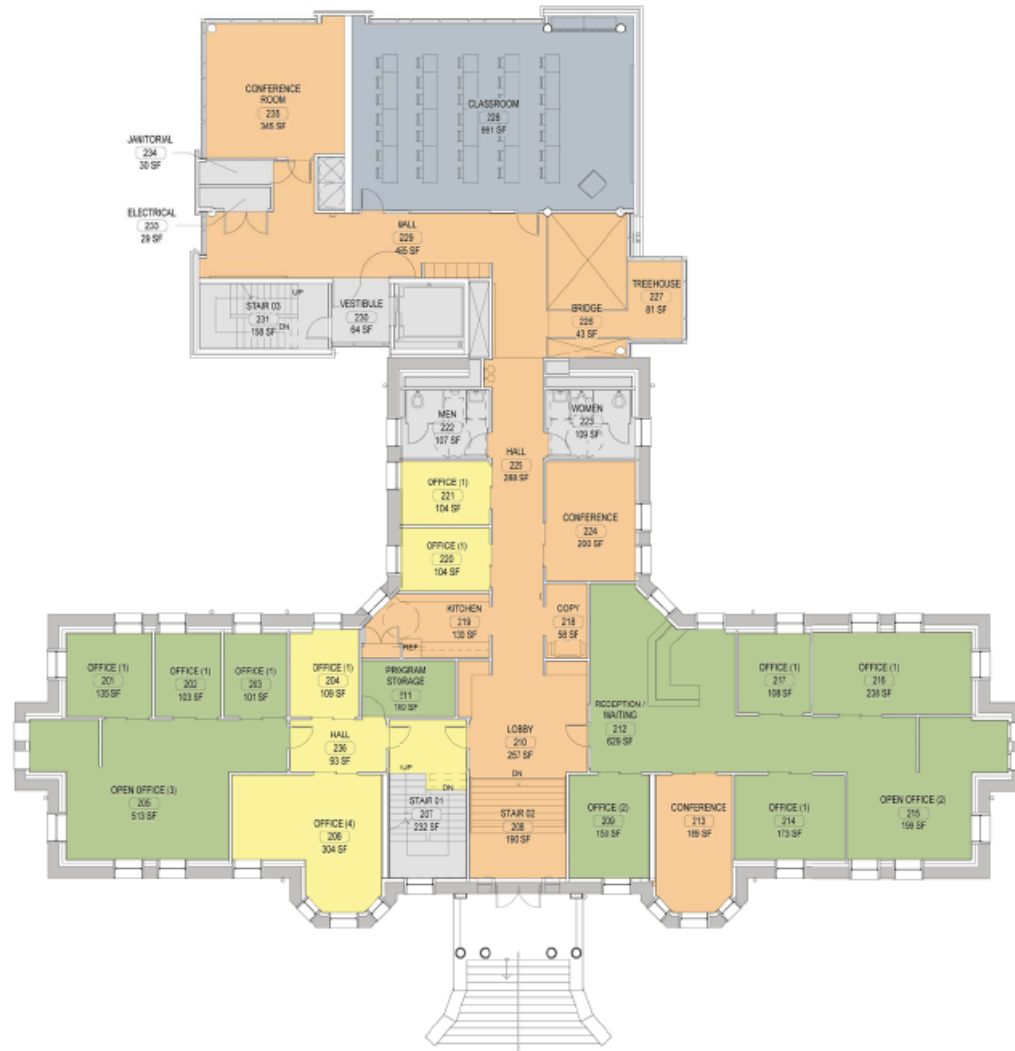 CONFERENCE
ROOM
235
345 SF
CLASSROOM
691 SF
JANITORIAL
234
30 SF
ELECTRICAL
233
29 SF
HALL
229
465 SF
TREEHOUSE
227
81 SF
BRIDGE
226
43 SF
STAIR 03
231
158 SF
UP
DN
VESTIBULE
230
64 SF
MEN
222
107 SF
WOMEN
223
109 SF
HALL
225
288 SF
OFFICE (1)
221
104 SF
CONFERENCE
224
200 SF
OFFICE (1)
220
104 SF
KITCHEN
219
130 SF
REF
COPY
218
58 SF
OFFICE (1)
201
135 SF
OFFICE (1)
202
103 SF
OFFICE (1)
203
101 SF
OFFICE (1)
204
109 SF
PROGRAM
STORAGE
211
OFFICE (1)
217
108 SF
OFFICE (1)
216
238 SF
RECEPTION /
WAITING
212
629 SF
LOBBY
210
257 SF
DN
HALL
236
93 SF
UP
DN
OPEN OFFICE (3)
205
513 SF
OFFICE (4)
206
304 SF
STAIR 01
207
232 SF
STAIR 02
208
190 SF
OFFICE (2)
209
150 SF
CONFERENCE
213
189 SF
OFFICE (1)
214
173 SF
OPEN OFFICE (2)
215